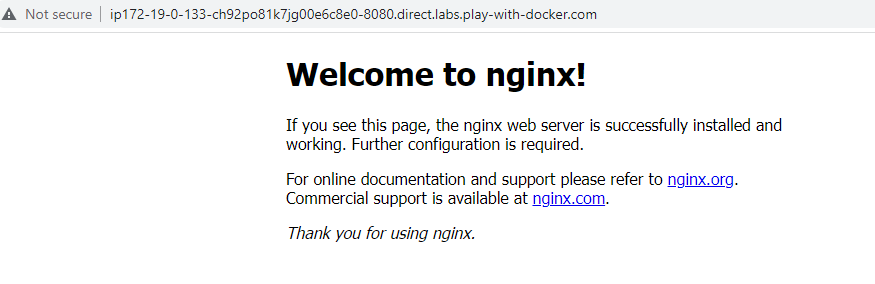 Not secure ip172-19-0-133-ch92po81k7jg00e6c8e0-8080.direct.labs.play-with-docker.com
Welcome to nginx!
If you see this page, the nginx web server is successfully installed and
working. Further configuration is required.
For online documentation and support please refer to nginx.org.
Commercial support is available at nginx.com.
Thank you for using nginx.